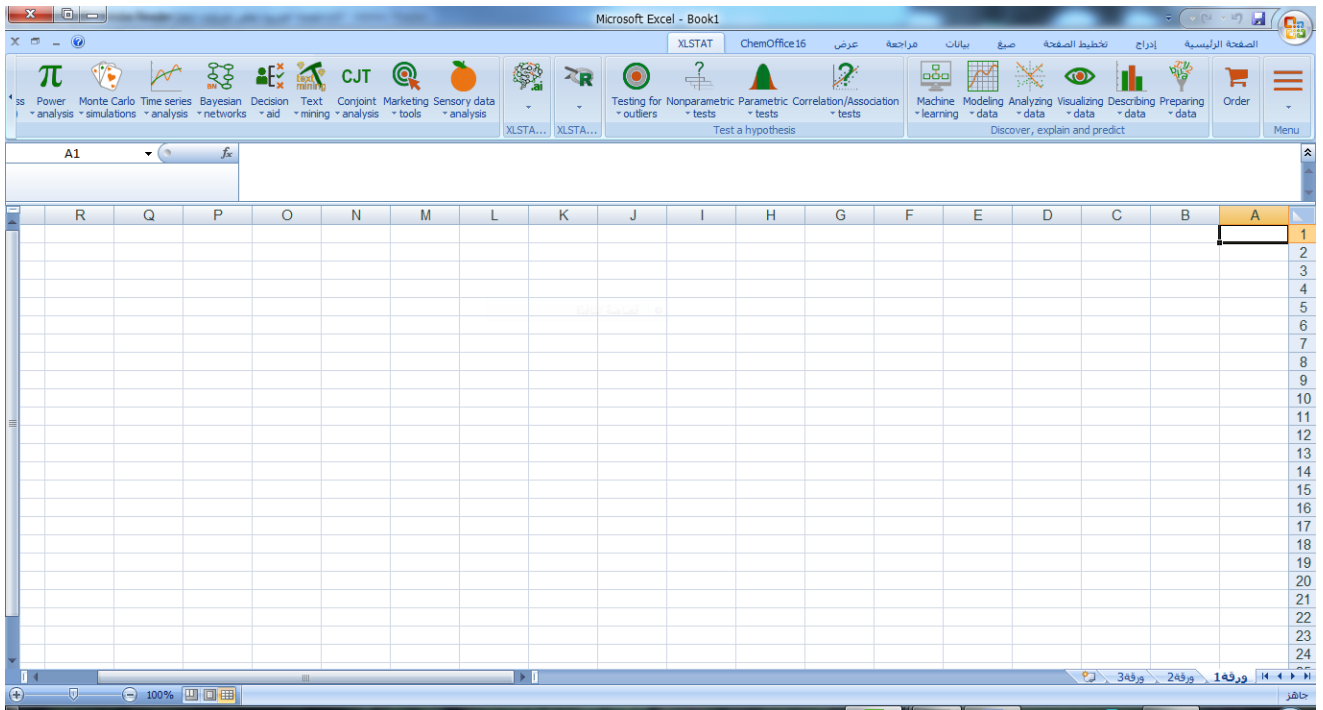 Microsoft Excel - Book1
الصفحة الرئيسية إدراج تخطيط الصفحة صيغ بيانات مراجعة عرض ChemOffice16 XLSTAT
ss Power Monte Carlo Time series Bayesian Decision Text Conjoint Marketing Sensory data Testing for Nonparametric Parametric Correlation/Association Machine Modeling Analyzing Visualizing Describing Preparing Order
) analysis simulations analysis networks aid mining analysis tools analysis outliers tests tests tests learning data data data data data
XLSTA... XLSTA... Test a hypothesis Discover, explain and predict Menu
A1 fx
R Q P O N M L K J I H G F E D C B A
1
2
3
4
5
6
7
8
9
10
11
12
13
14
15
16
17
18
19
20
21
22
23
24
ورقة1 ورقة2 ورقة3
جاهز 100%